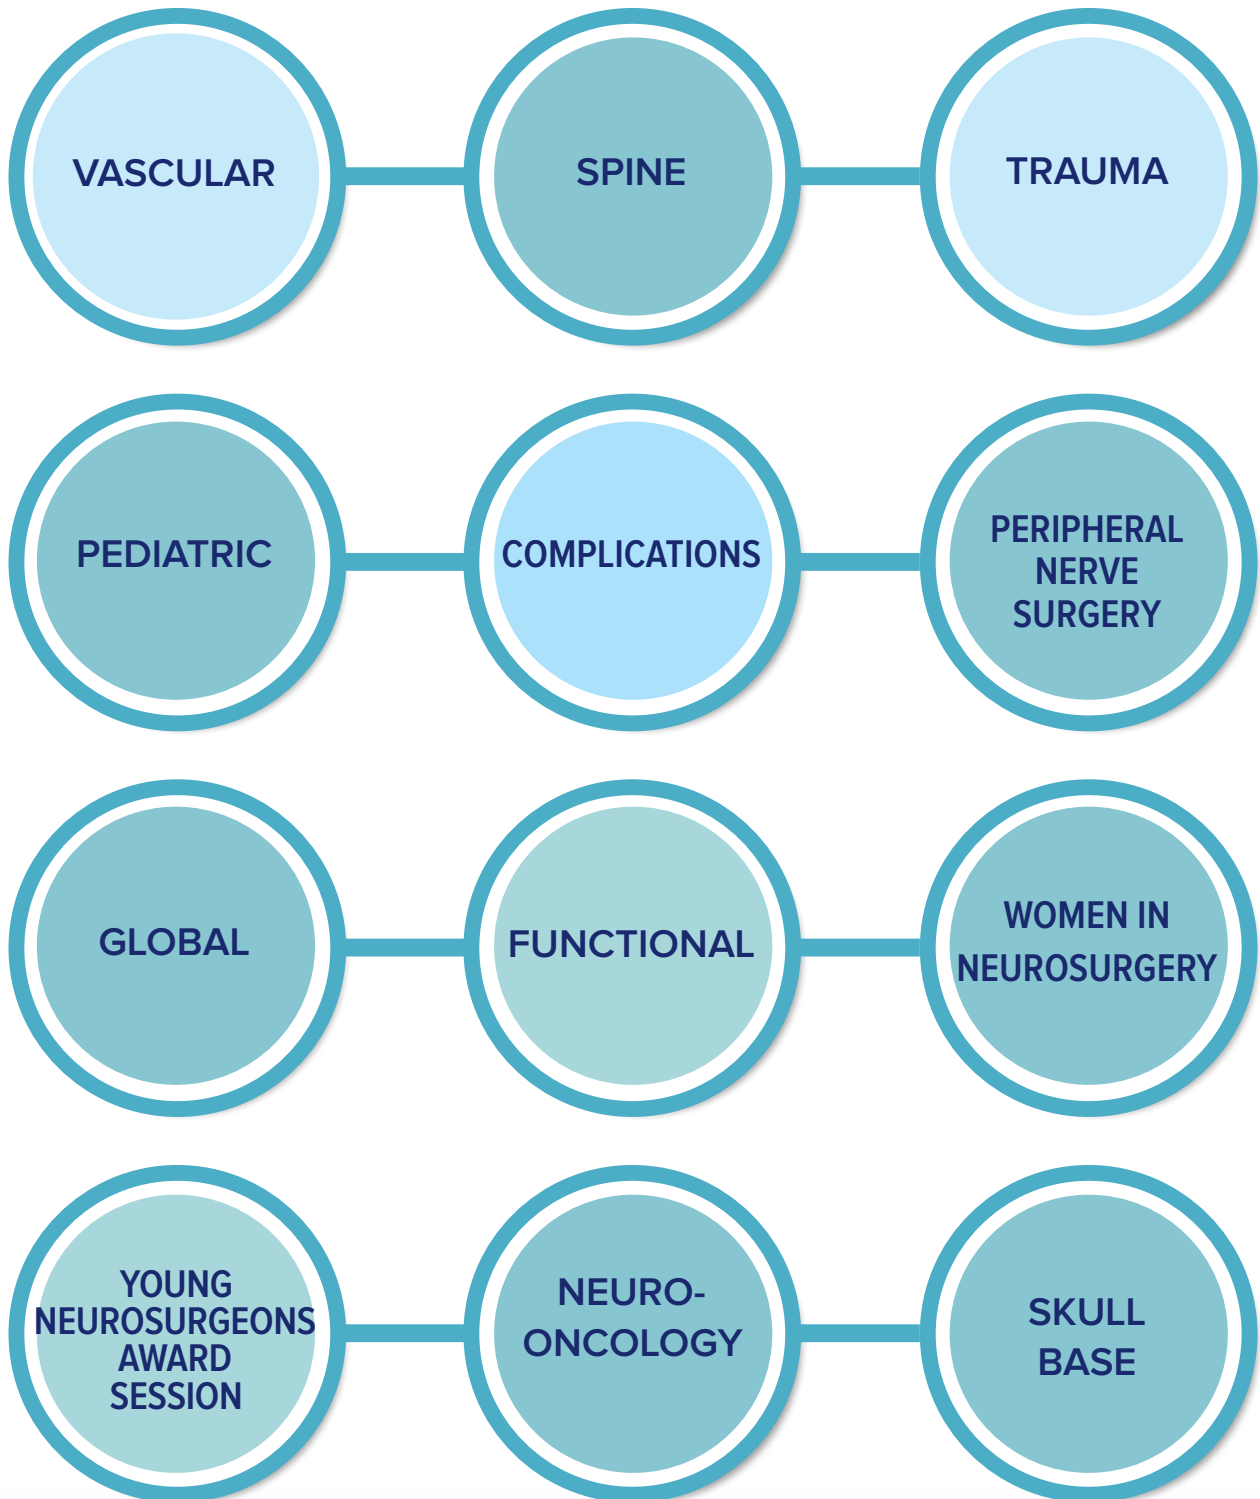 VASCULAR
SPINE
TRAUMA
PEDIATRIC
COMPLICATIONS
PERIPHERAL
NERVE
SURGERY
GLOBAL
FUNCTIONAL
WOMEN IN
NEUROSURGERY
YOUNG
NEUROSURGEONS
AWARD
SESSION
NEURO-
ONCOLOGY
SKULL
BASE